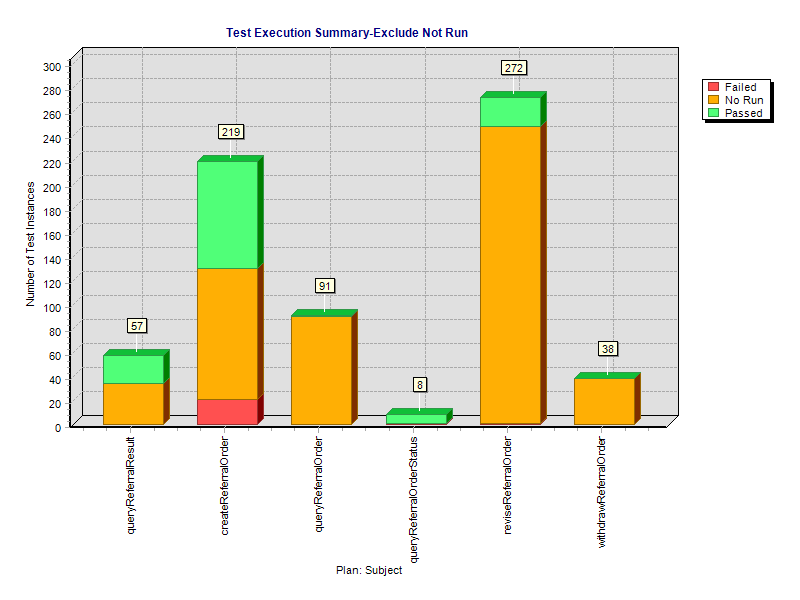 Test Execution Summary-Exclude Not Run
Failed
No Run
Passed
Number of Test Instances
300
280
260
240
220
200
180
160
140
120
100
80
60
40
20
0
57
219
91
8
272
38
queryReferralResult
createReferralOrder
queryReferralOrder
queryReferralOrderStatus
reviseReferralOrder
withdrawReferralOrder
Plan: Subject